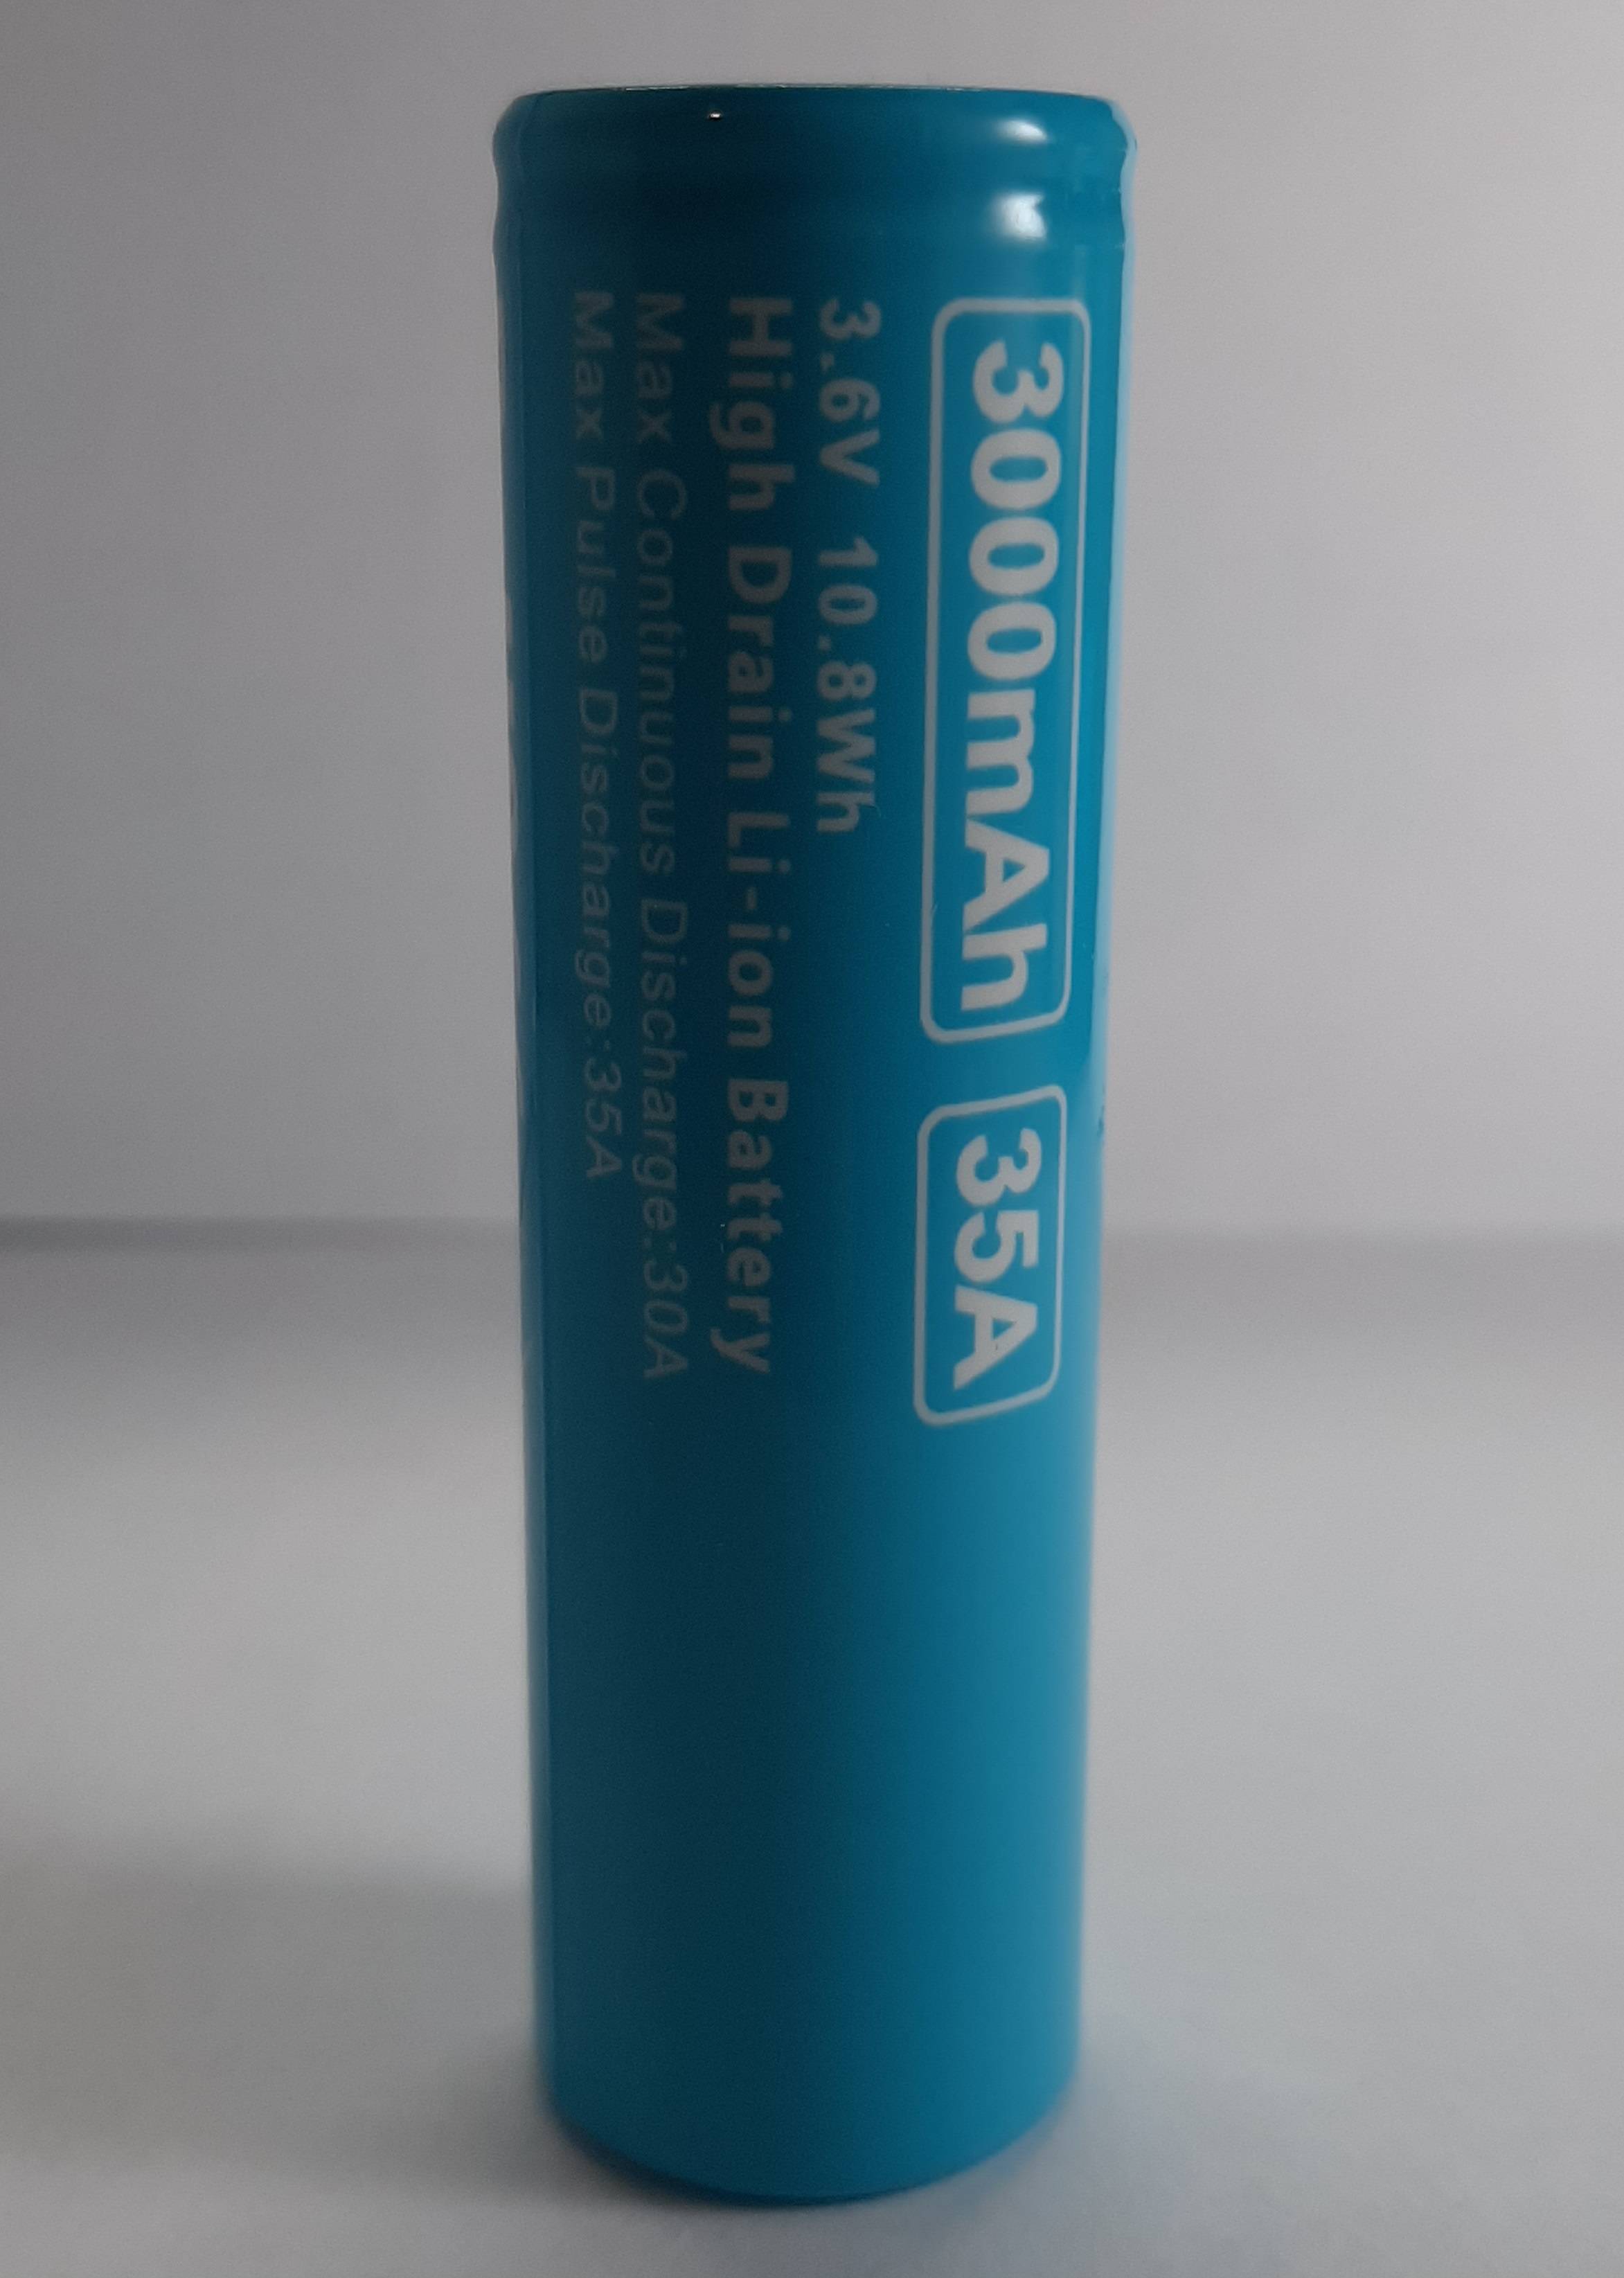 3000mAh 35A
3.6V 10.8Wh
High Drain Li-ion Battery
Max Continuous Discharge:30A
Max Pulse Discharge:35A